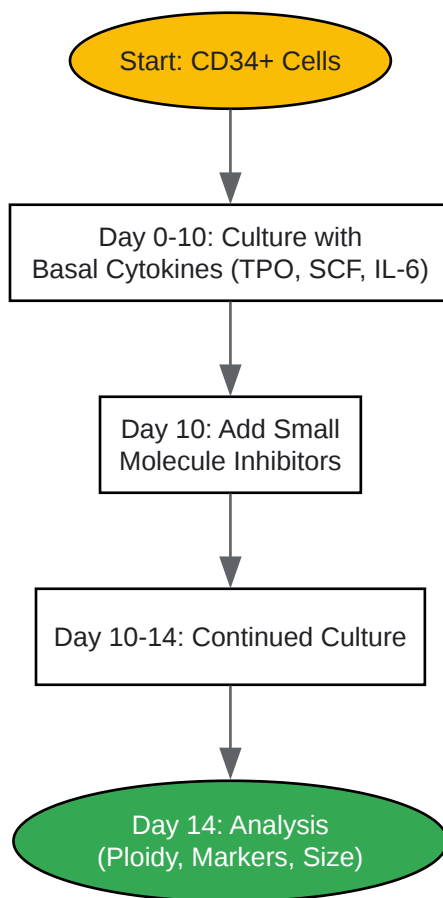 Start: CD34+ Cells
Day 0-10: Culture with
Basal Cytokines (TPO, SCF, IL-6)
Day 10: Add Small
Molecule Inhibitors
Day 10-14: Continued Culture
Day 14: Analysis
(Ploidy, Markers, Size)